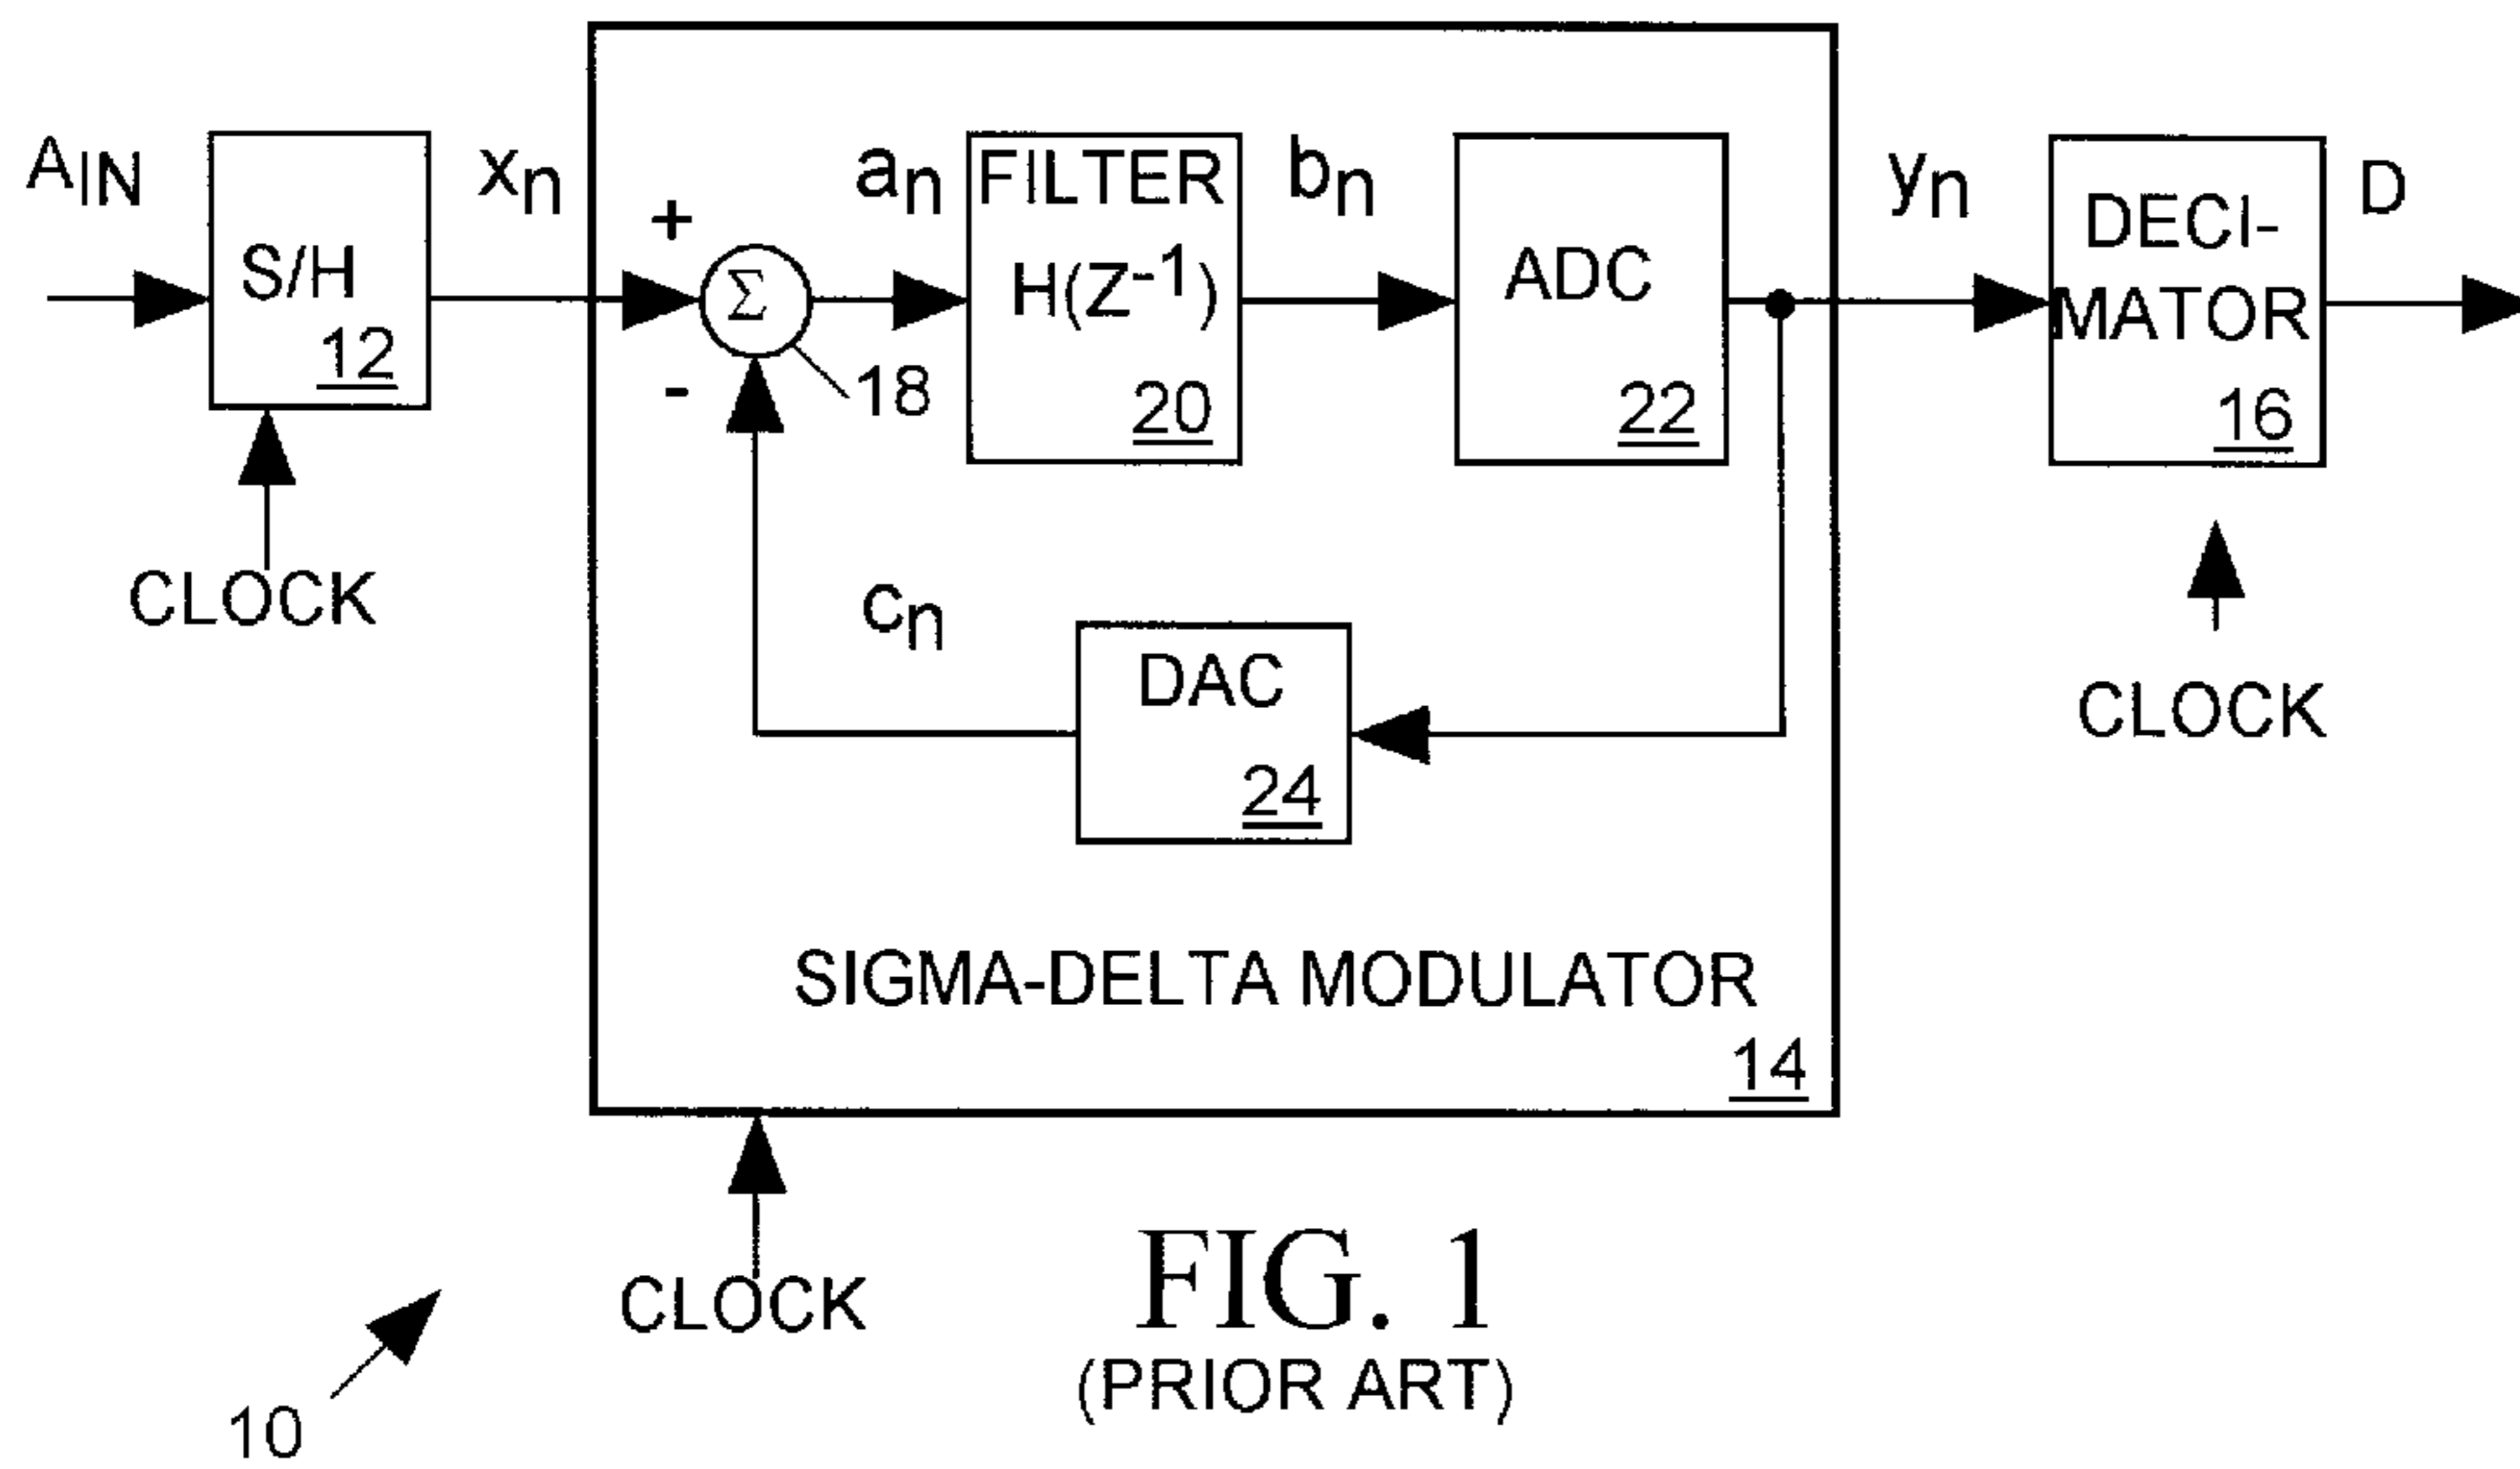 AIN
S/H
12
CLOCK
xn
+
-
Σ
18
an
FILTER
H(Z-1)
20
bn
ADC
22
cn
DAC
24
SIGMA-DELTA MODULATOR
14
CLOCK
yn
DECI-
MATOR
16
D
CLOCK
10
FIG. 1
(PRIOR ART)